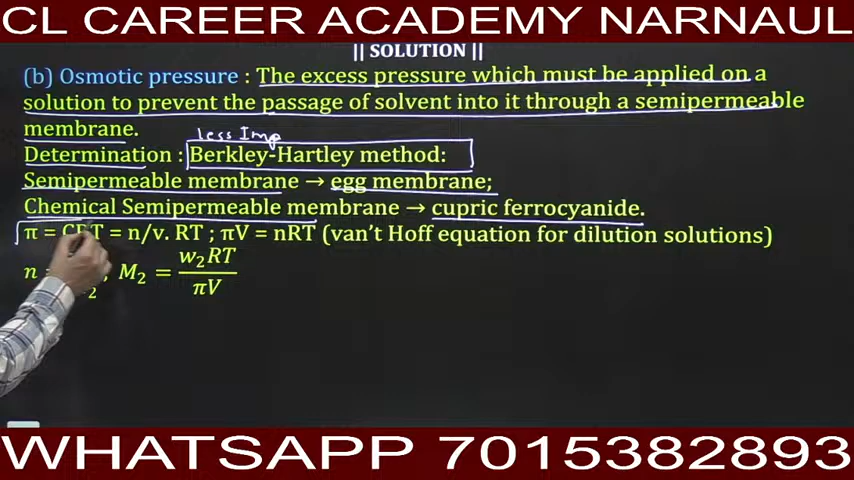 CL CAREER ACADEMY NARNAUL
|| SOLUTION ||
(b) Osmotic pressure : The excess pressure which must be applied on a
solution to prevent the passage of solvent into it through a semipermeable
membrane.
less Imp
Determination : Berkley-Hartley method:
Semipermeable membrane → egg membrane;
Chemical Semipermeable membrane → cupric ferrocyanide.
π = CRT = n/v. RT ; πV = nRT (van't Hoff equation for dilution solutions)
n = , M₂ = w₂RT / πV
WHATSAPP 7015382893